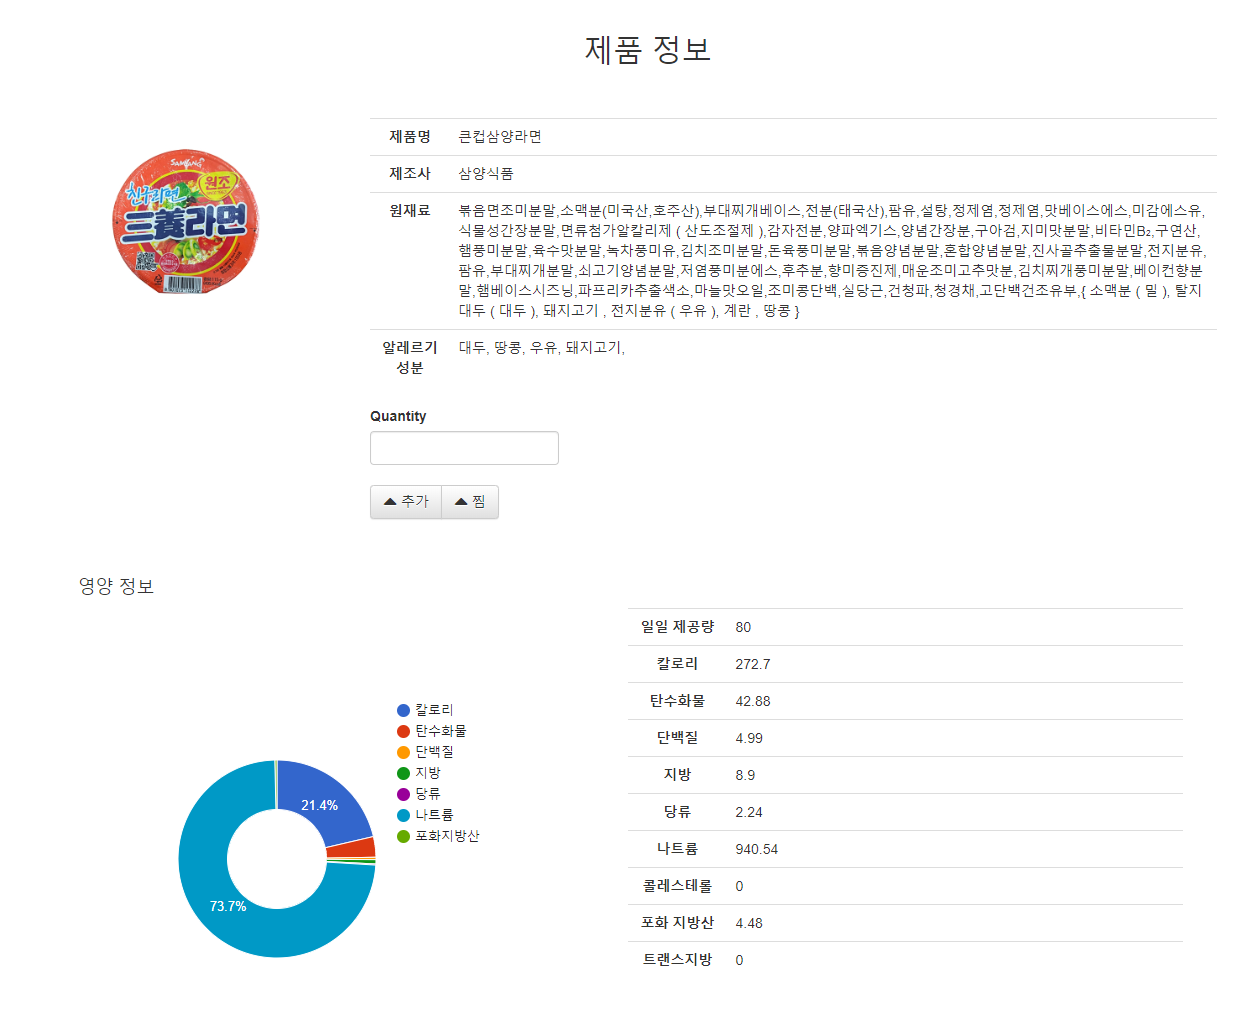 제품 정보
SAMYANG
친구라면
원조
三養라면
제품명 큰컵삼양라면
제조사 삼양식품
원재료 볶음면조미분말,소맥분(미국산,호주산),부대찌개베이스,전분(태국산),팜유,설탕,정제염,정제염,맛베이스에스,미감에스유,
식물성간장분말,면류첨가알칼리제 ( 산도조절제 ),감자전분,양파엑기스,양념간장분,구아검,지미맛분말,비타민B₂,구연산,
햄풍미분말,육수맛분말,녹차풍미유,김치조미분말,돈육풍미분말,볶음양념분말,혼합양념분말,진사골추출물분말,전지분유,
팜유,부대찌개분말,쇠고기양념분말,저염풍미분에스,후추분,향미증진제,매운조미고추맛분,김치찌개풍미분말,베이컨향분
말,햄베이스시즈닝,파프리카추출색소,마늘맛오일,조미콩단백,실당근,건청파,청경채,고단백건조유부,{ 소맥분 ( 밀 ), 탈지
대두 ( 대두 ), 돼지고기 , 전지분유 ( 우유 ), 계란 , 땅콩 }
알레르기 대두, 땅콩, 우유, 돼지고기,
성분
Quantity
추가 찜
영양 정보
칼로리
탄수화물
단백질
지방
당류
나트륨
포화지방산
21.4%
73.7%
일일 제공량 80
칼로리 272.7
탄수화물 42.88
단백질 4.99
지방 8.9
당류 2.24
나트륨 940.54
콜레스테롤 0
포화 지방산 4.48
트랜스지방 0